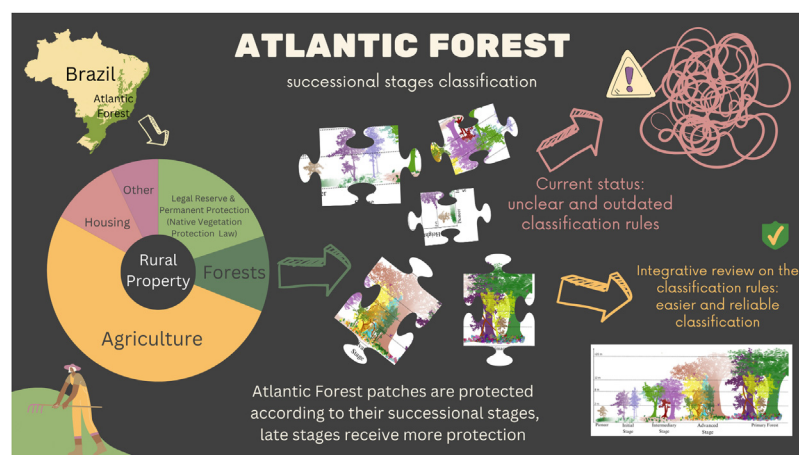 ATLANTIC FOREST
successional stages classification
Brazil
Atlantic
Forest
Other
Housing
Legal Reserve &
Permanent Protection
(Native Vegetation
Protection Law)
Rural
Property
Forests
Agriculture
Current status:
unclear and outdated
classification rules
Integrative review on the
classification rules:
easier and reliable
classification
Stage
Atlantic Forest patches are protected
according to their successional stages,
late stages receive more protection
Pioneer
Initial
Stage
Intermediary
Stage
Advanced
Stage
Primary Forest